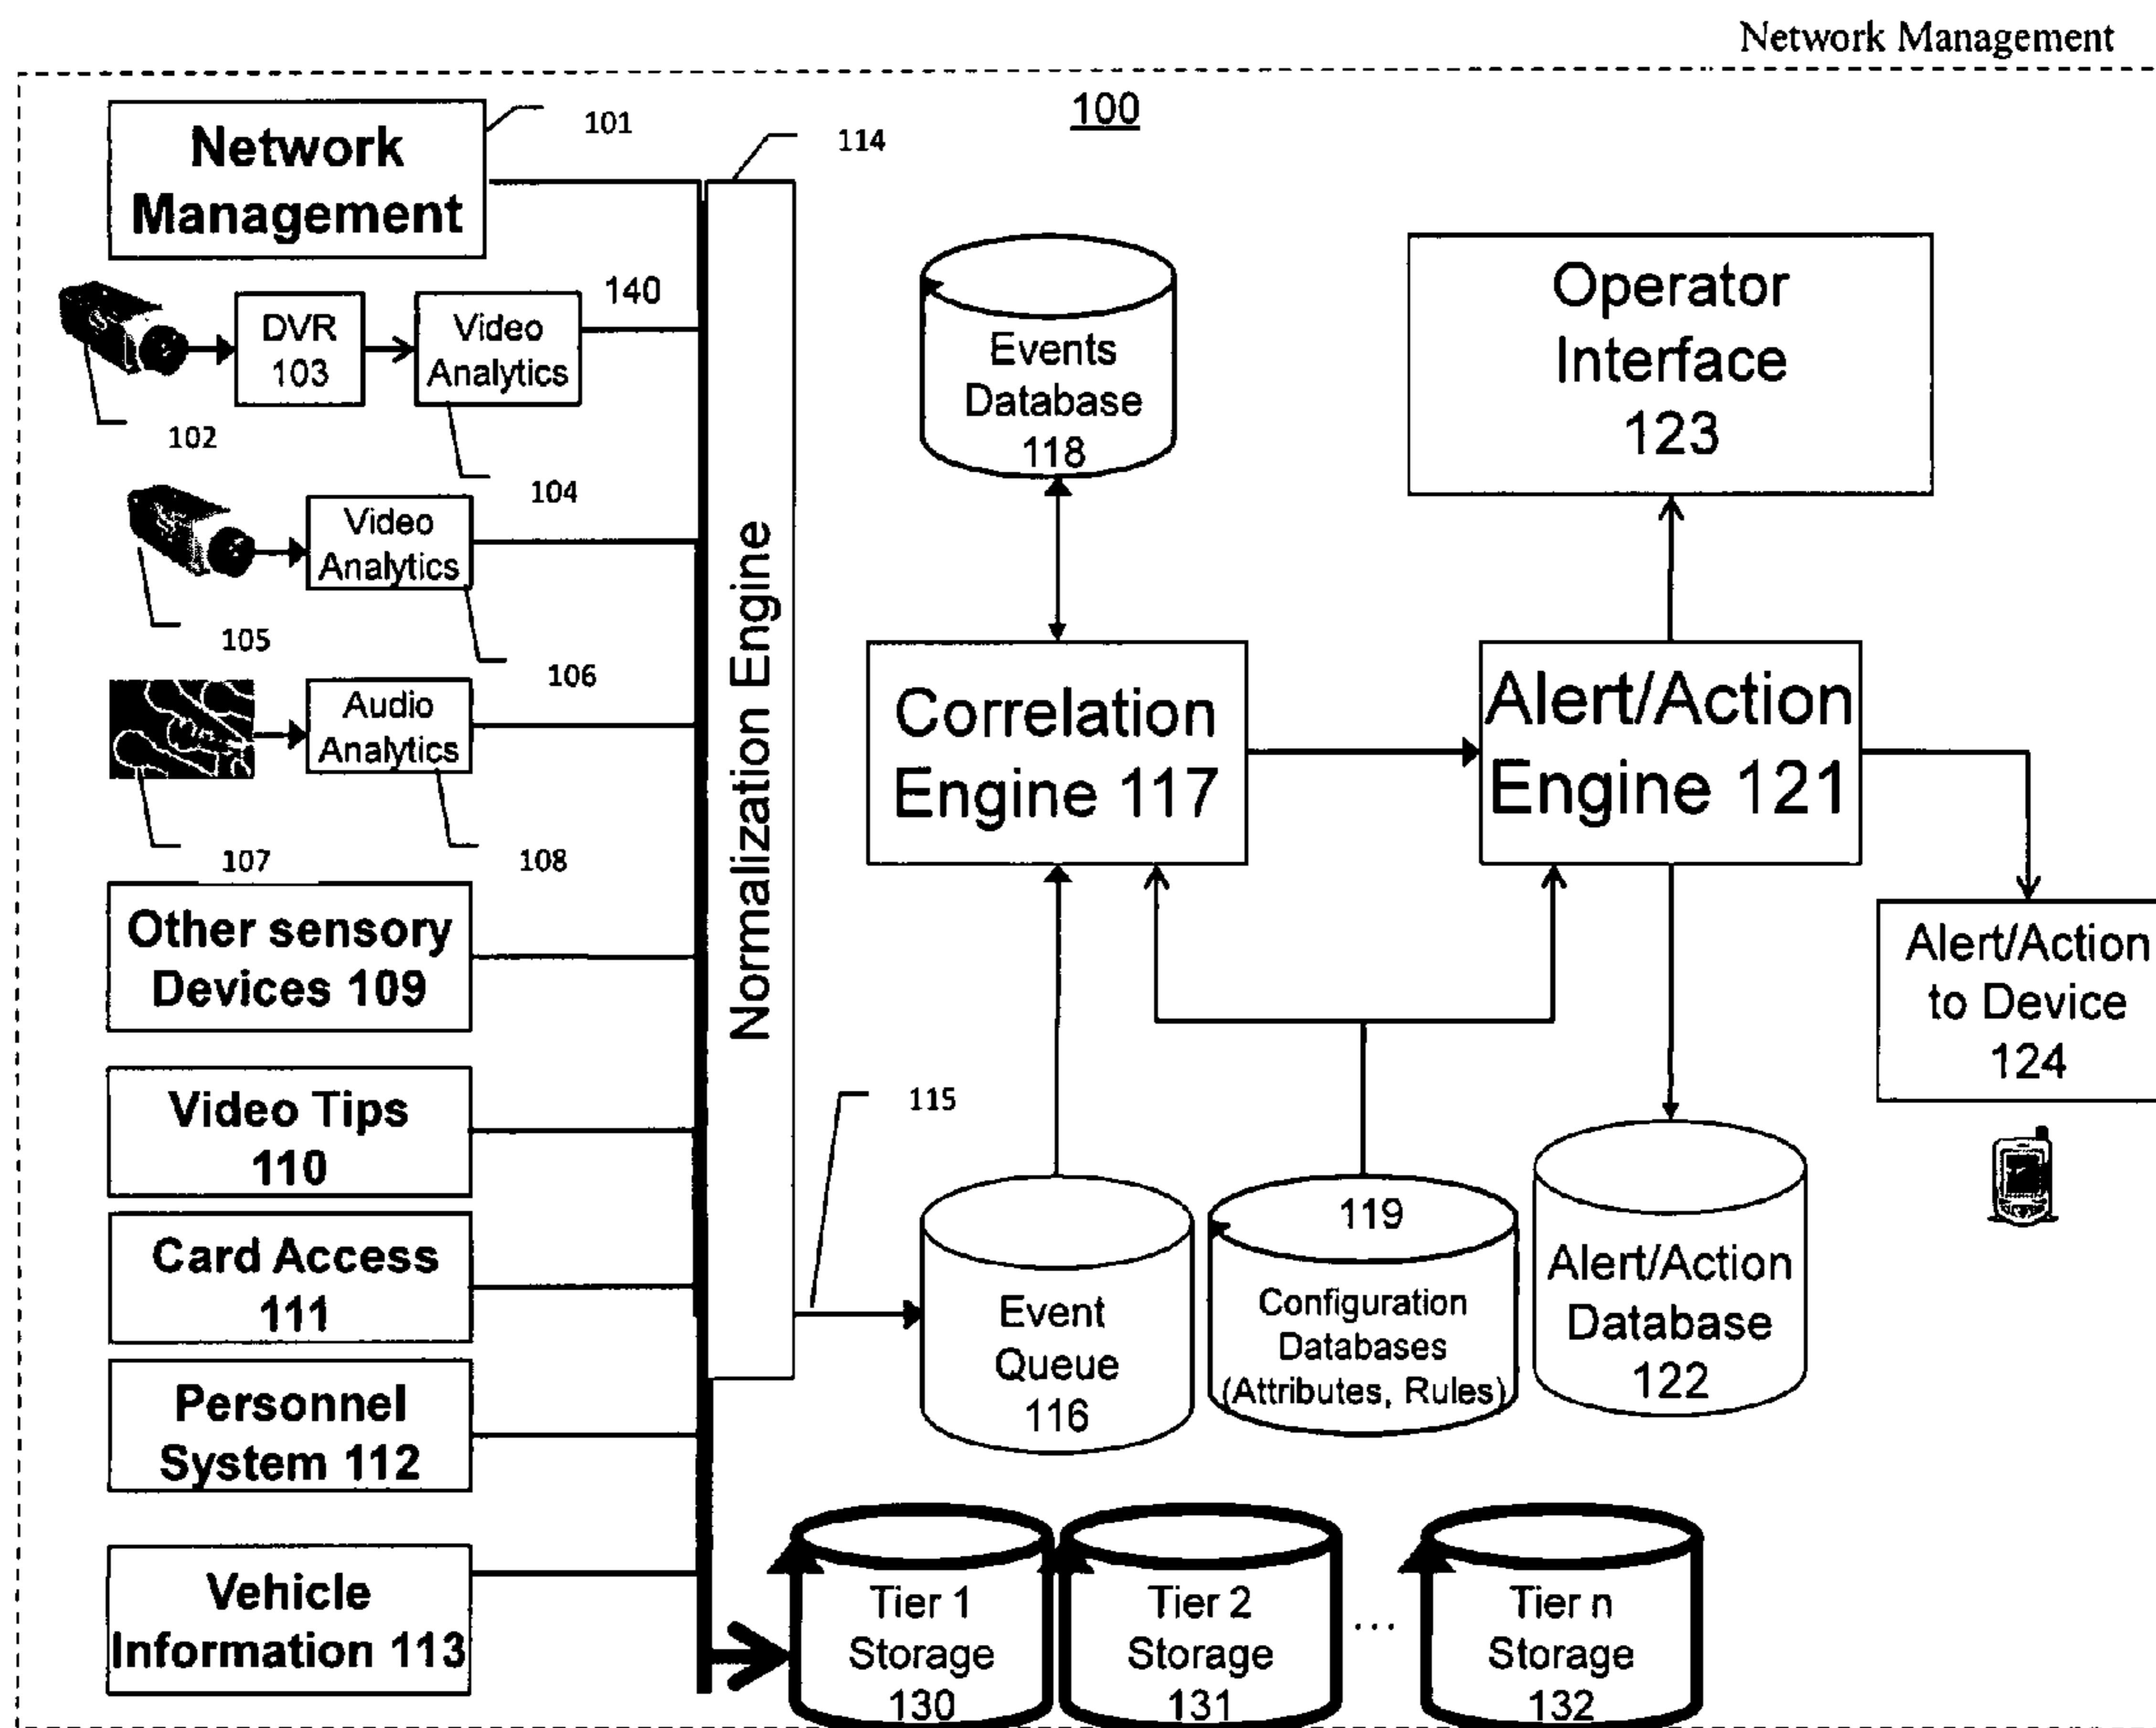 Network Management
100
Network
Management
101
114
140
DVR
103
Video
Analytics
102
104
Video
Analytics
105
106
Audio
Analytics
107
108
Other sensory
Devices 109
Video Tips
110
Card Access
111
Personnel
System 112
Vehicle
Information 113
Normalization Engine
115
Events
Database
118
Operator
Interface
123
Correlation
Engine 117
Alert/Action
Engine 121
Alert/Action
to Device
124
Event
Queue
116
119
Configuration
Databases
(Attributes, Rules)
Alert/Action
Database
122
Tier 1
Storage
130
Tier 2
Storage
131
...
Tier n
Storage
132